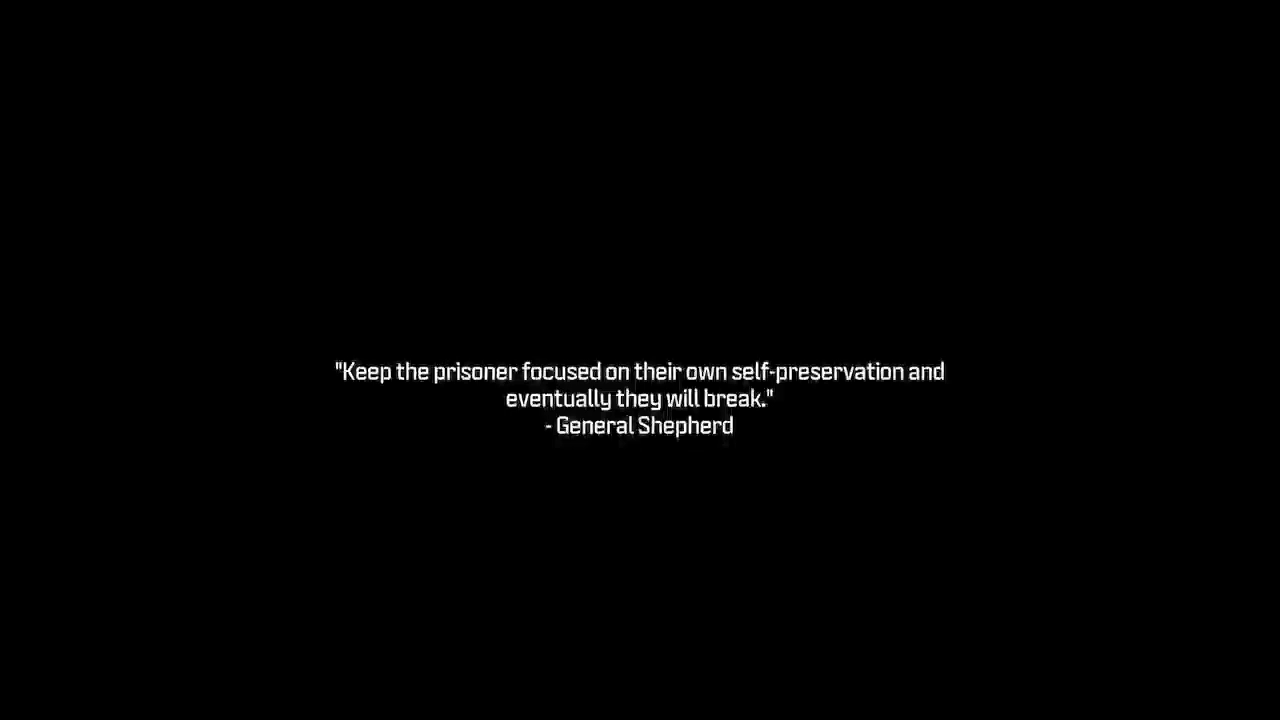 "Keep the prisoner focused on their own self-preservation and
eventually they will break."
- General Shepherd